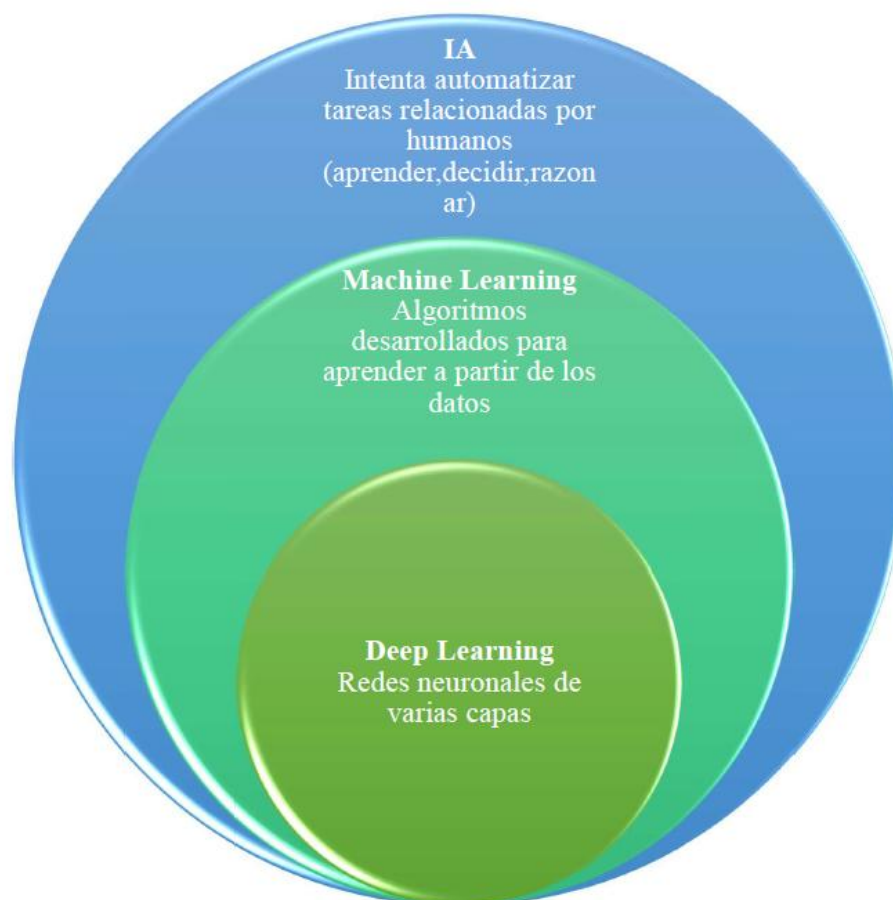 IA
Intenta automatizar
tareas relacionadas por
humanos
(aprender,decidir,razon
ar)
Machine Learning
Algoritmos
desarrollados para
aprender a partir de los
datos
Deep Learning
Redes neuronales de
varias capas